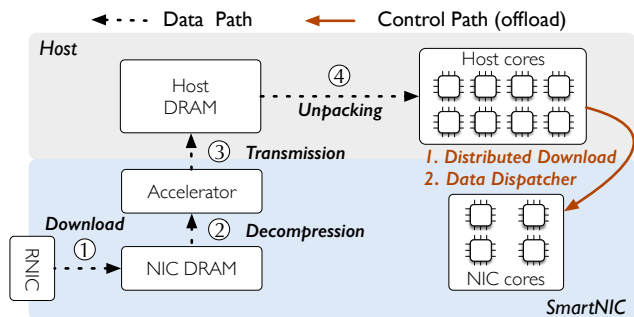 Data Path
Control Path (offload)
Host
Host cores
Host
DRAM
④
Unpacking
③ Transmission
1. Distributed Download
2. Data Dispatcher
Accelerator
Download
② Decompression
RNIC
①
NIC DRAM
NIC cores
SmartNIC